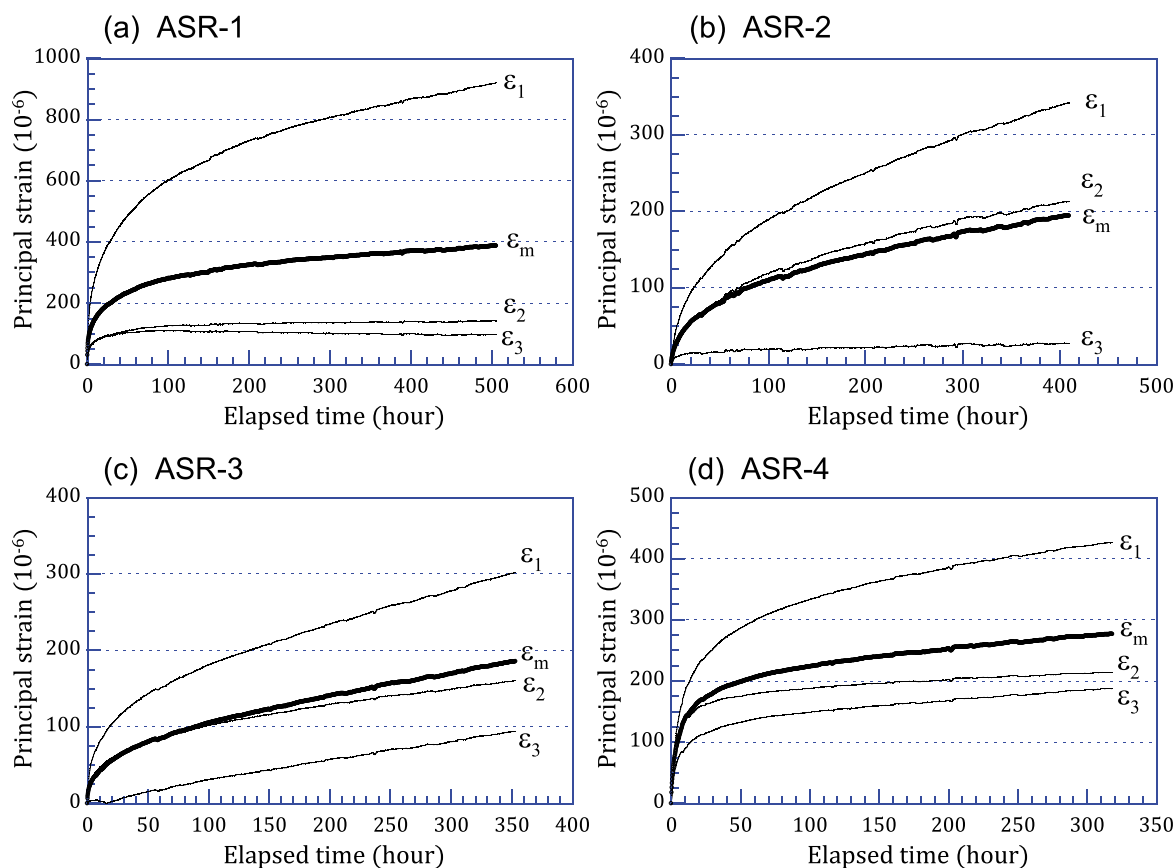 (a) ASR-1
Principal strain (10⁻⁶)
1000
800
600
400
200
0
0 100 200 300 400 500 600
Elapsed time (hour)
ε₁
εₘ
ε₂
ε₃
(b) ASR-2
Principal strain (10⁻⁶)
400
300
200
100
0
0 100 200 300 400 500
Elapsed time (hour)
ε₁
ε₂
εₘ
ε₃
(c) ASR-3
Principal strain (10⁻⁶)
400
300
200
100
0
0 50 100 150 200 250 300 350 400
Elapsed time (hour)
ε₁
εₘ
ε₂
ε₃
(d) ASR-4
Principal strain (10⁻⁶)
500
400
300
200
100
0
0 50 100 150 200 250 300 350
Elapsed time (hour)
ε₁
εₘ
ε₂
ε₃